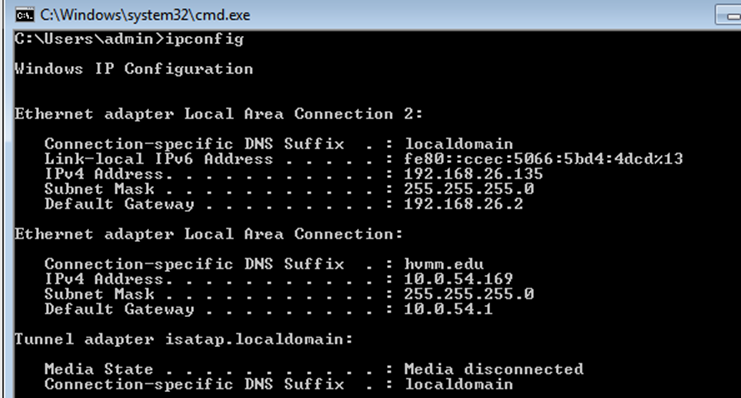 C:\Windows\system32\cmd.exe
C:\Users\admin>ipconfig
Windows IP Configuration
Ethernet adapter Local Area Connection 2:
Connection-specific DNS Suffix . : localdomain
Link-local IPv6 Address . . . . . : fe80::ccec:5066:5bd4:4dcd%13
IPv4 Address. . . . . . . . . . . : 192.168.26.135
Subnet Mask . . . . . . . . . . . : 255.255.255.0
Default Gateway . . . . . . . . . : 192.168.26.2
Ethernet adapter Local Area Connection:
Connection-specific DNS Suffix . : hvmm.edu
IPv4 Address. . . . . . . . . . . : 10.0.54.169
Subnet Mask . . . . . . . . . . . : 255.255.255.0
Default Gateway . . . . . . . . . : 10.0.54.1
Tunnel adapter isatap.localdomain:
Media State . . . . . . . . . . . : Media disconnected
Connection-specific DNS Suffix . : localdomain